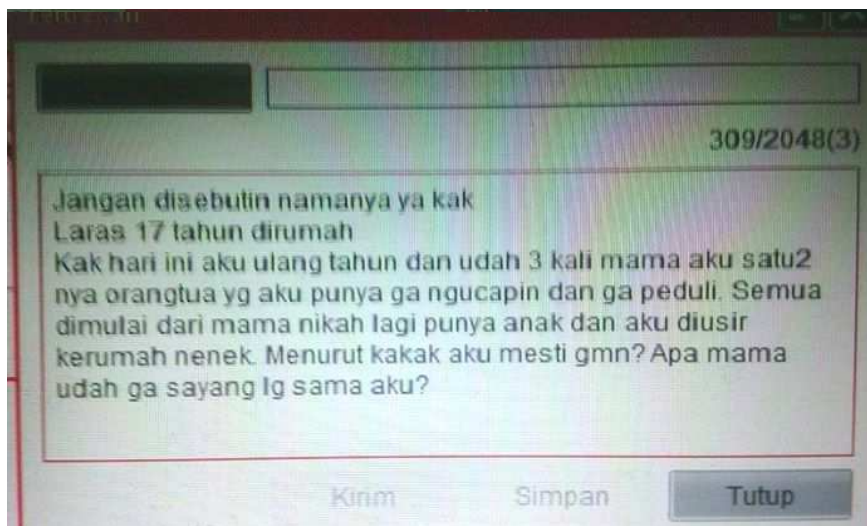 309/2048(3)
Jangan disebutin namanya ya kak
Laras 17 tahun dirumah
Kak hari ini aku ulang tahun dan udah 3 kali mama aku satu2
nya orangtua yg aku punya ga ngucapin dan ga peduli. Semua
dimulai dari mama nikah lagi punya anak dan aku diusir
kerumah nenek. Menurut kakak aku mesti gmn? Apa mama
udah ga sayang lg sama aku?
Kirim Simpan Tutup